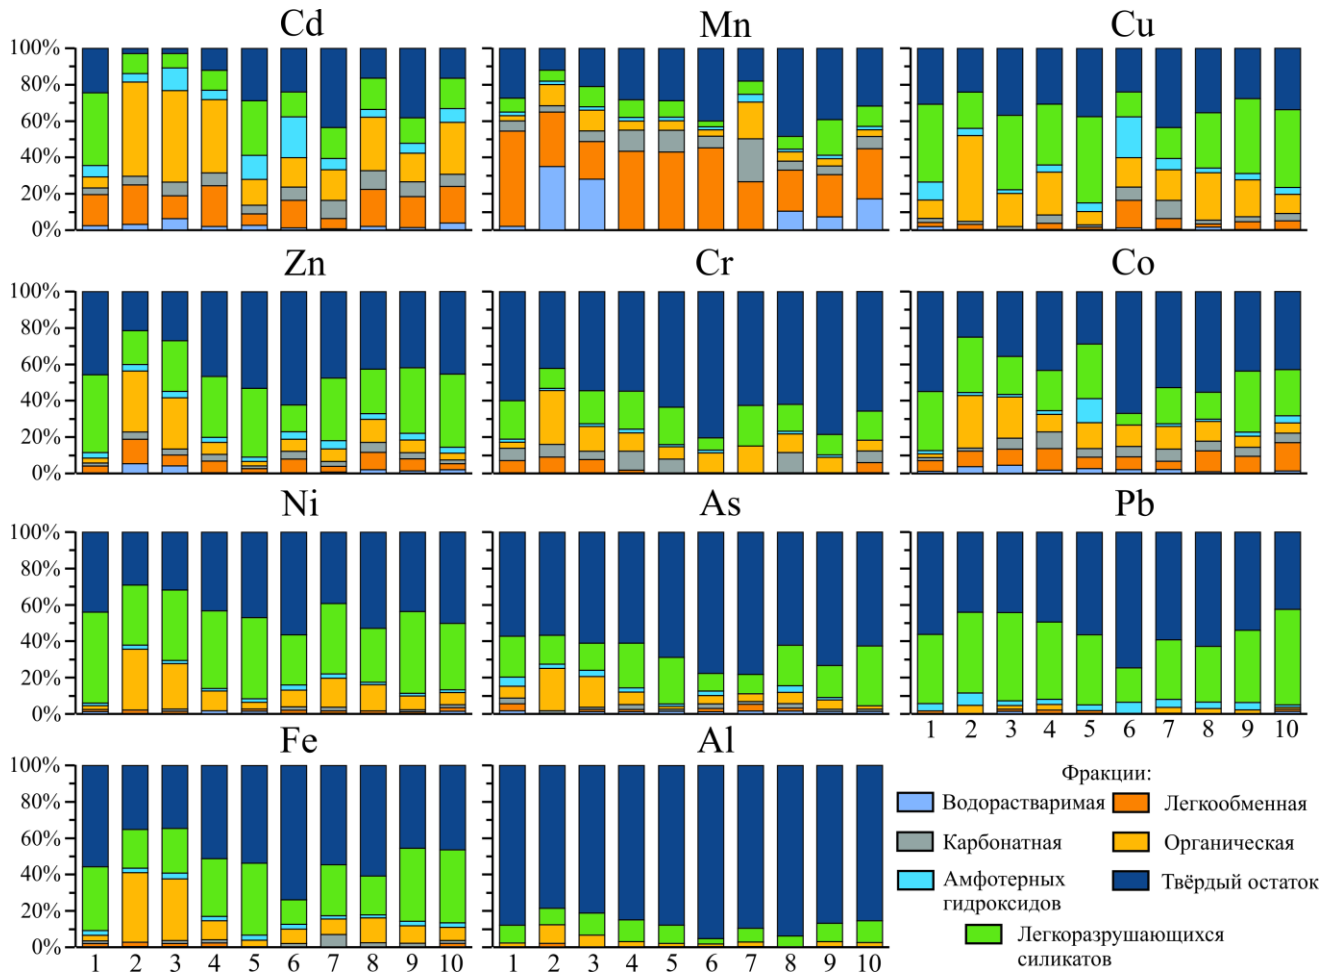 Cd Mn Cu
100%
80%
60%
40%
20%
0%
Zn Cr Co
100%
80%
60%
40%
20%
0%
Ni As Pb
100%
80%
60%
40%
20%
0%
1 2 3 4 5 6 7 8 9 10
Fe Al
100%
80%
60%
40%
20%
0%
1 2 3 4 5 6 7 8 9 10
1 2 3 4 5 6 7 8 9 10
Фракции:
Водорастваримая
Легкообменная
Карбонатная
Органическая
Амфотерных
гидроксидов
Твёрдый остаток
Легкоразрушающихся
силикатов